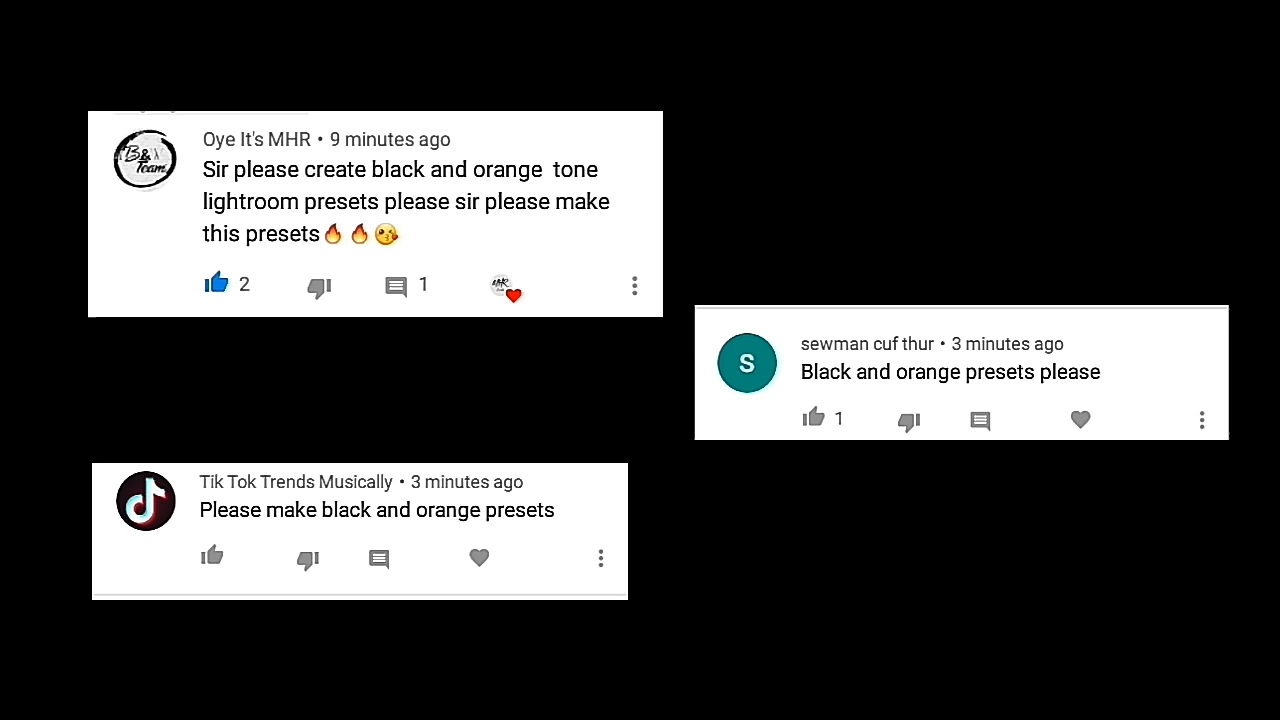 B&W
Team
Oye It's MHR • 9 minutes ago
Sir please create black and orange tone
lightroom presets please sir please make
this presets🔥 🔥 😘
2
1
S
sewman cuf thur • 3 minutes ago
Black and orange presets please
1
Tik Tok Trends Musically • 3 minutes ago
Please make black and orange presets